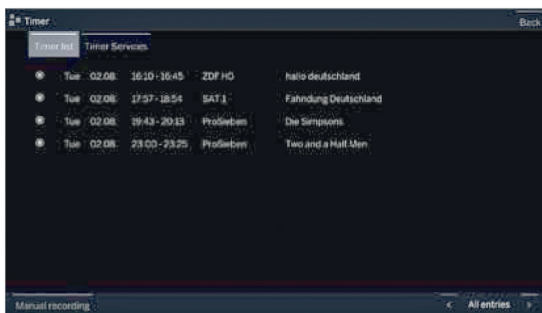 Timer Back
Timer list Timer Services
Tue 02.08. 16:10 - 16:45 ZDF HD hallo deutschland
Tue 02.08. 17:57 - 18:54 SAT.1 Fahndung Deutschland
Tue 02.08. 19:43 - 20:13 ProSieben Die Simpsons
Tue 02.08. 23:00 - 23:25 ProSieben Two and a Half Men
Manual recording < All entries >